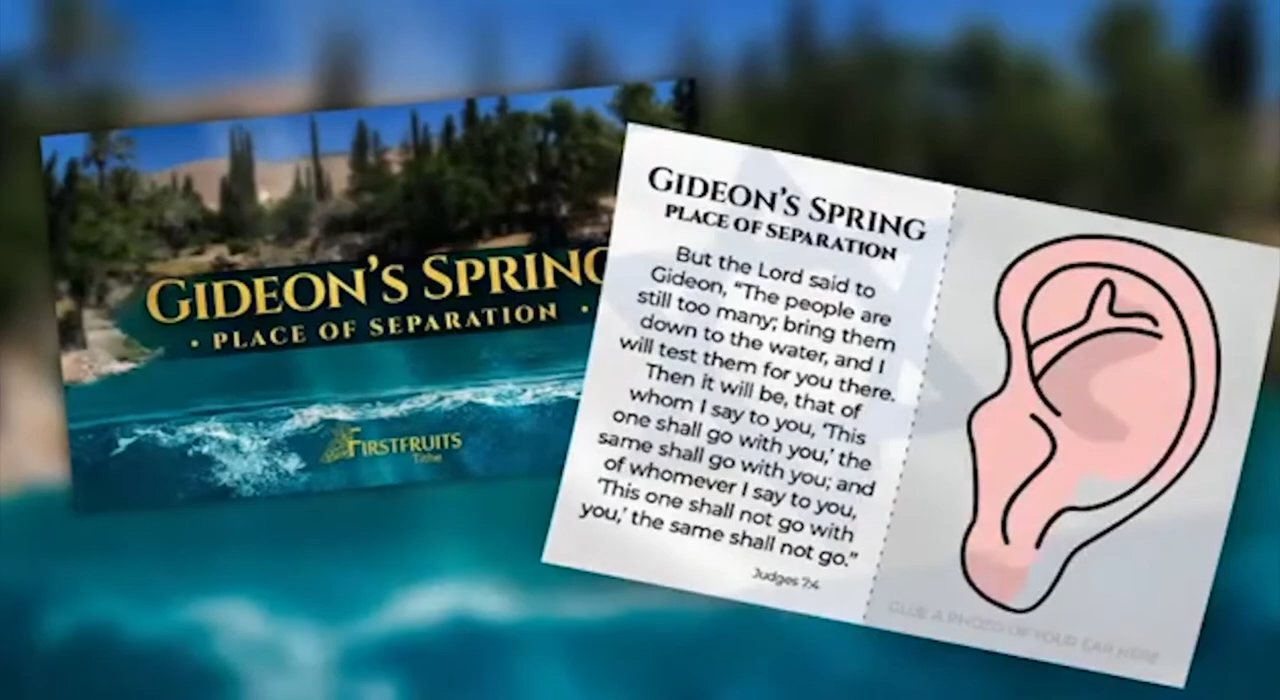 GIDEON'S SPRING
• PLACE OF SEPARATION •
FIRSTFRUITS
Tithe
GIDEON'S SPRING
PLACE OF SEPARATION
But the Lord said to
Gideon, “The people are
still too many; bring them
down to the water, and I
will test them for you there.
Then it will be, that of
whom I say to you, ‘This
one shall go with you,’ the
same shall go with you; and
of whomever I say to you,
‘This one shall not go with
you,’ the same shall not go.”
Judges 7:4
GLUE A PHOTO OF YOUR EAR HERE